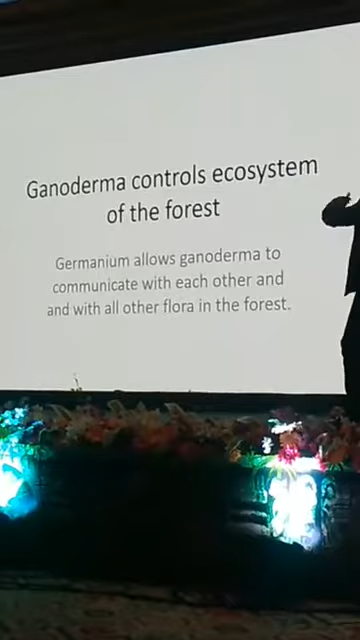 Ganoderma controls ecosystem
of the forest
Germanium allows ganoderma to
communicate with each other and
and with all other flora in the forest.